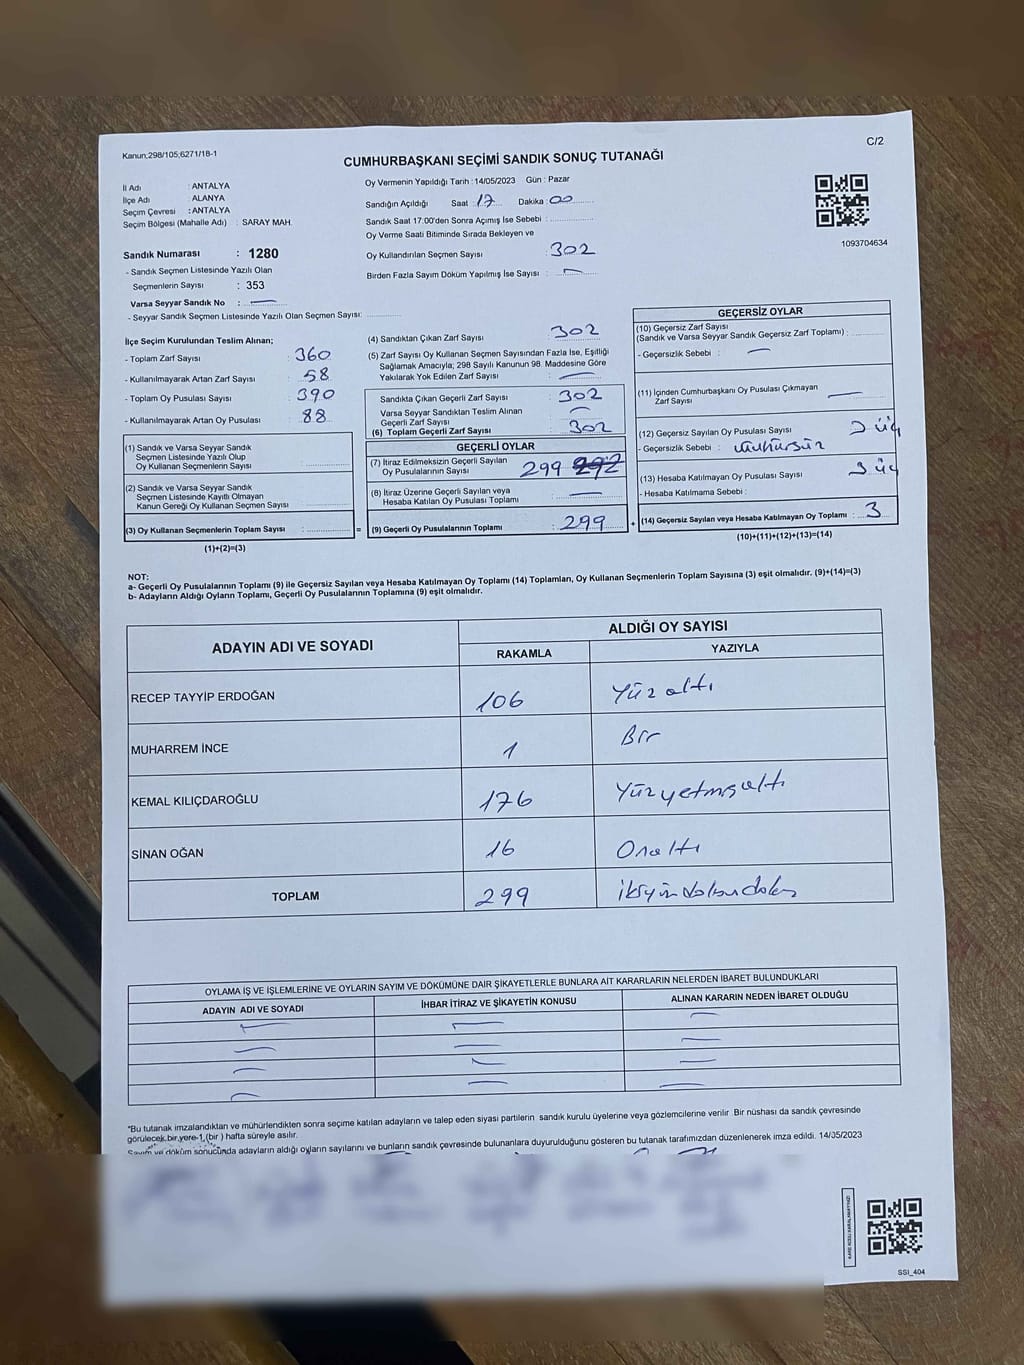 Kanun;298/105;6271/18-1
C/2
CUMHURBAŞKANI SEÇİMİ SANDIK SONUÇ TUTANAĞI
İl Adı : ANTALYA
İlçe Adı : ALANYA
Seçim Çevresi : ANTALYA
Seçim Bölgesi (Mahalle Adı) : SARAY MAH.
Oy Vermenin Yapıldığı Tarih : 14/05/2023 Gün : Pazar
Sandığın Açıldığı Saat 17 Dakika 00
Sandık Saat 17:00'den Sonra Açımış İse Sebebi :
Oy Verme Saati Bitiminde Sırada Bekleyen ve
Oy Kullandırılan Seçmen Sayısı : 302
Birden Fazla Sayım Döküm Yapılmış İse Sayısı : —
1093704634
Sandık Numarası : 1280
- Sandık Seçmen Listesinde Yazılı Olan
Seçmenlerin Sayısı : 353
Varsa Seyyar Sandık No : —
- Seyyar Sandık Seçmen Listesinde Yazılı Olan Seçmen Sayısı:
İlçe Seçim Kurulundan Teslim Alınan;
- Toplam Zarf Sayısı : 360
- Kullanılmayarak Artan Zarf Sayısı : 58
- Toplam Oy Pusulası Sayısı : 390
- Kullanılmayarak Artan Oy Pusulası : 88
(1) Sandık ve Varsa Seyyar Sandık
Seçmen Listesinde Yazılı Olup
Oy Kullanan Seçmenlerin Sayısı
(2) Sandık ve Varsa Seyyar Sandık
Seçmen Listesinde Kayıtlı Olmayan
Kanun Gereği Oy Kullanan Seçmen Sayısı
(3) Oy Kullanan Seçmenlerin Toplam Sayısı : =
(1)+(2)=(3)
(4) Sandıktan Çıkan Zarf Sayısı : 302
(5) Zarf Sayısı Oy Kullanan Seçmen Sayısından Fazla İse, Eşitliği
Sağlamak Amacıyla; 298 Sayılı Kanunun 98. Maddesine Göre
Yakılarak Yok Edilen Zarf Sayısı : —
Sandıkta Çıkan Geçerli Zarf Sayısı : 302
Varsa Seyyar Sandıktan Teslim Alınan
Geçerli Zarf Sayısı : —
(6) Toplam Geçerli Zarf Sayısı : 302
GEÇERLİ OYLAR
(7) İtiraz Edilmeksizin Geçerli Sayılan
Oy Pusulalarının Sayısı 299 292
(8) İtiraz Üzerine Geçerli Sayılan veya
Hesaba Katılan Oy Pusulası Toplamı : —
(9) Geçerli Oy Pusulalarının Toplamı : 299 +
GEÇERSİZ OYLAR
(10) Geçersiz Zarf Sayısı
(Sandık ve Varsa Seyyar Sandık Geçersiz Zarf Toplamı) :
- Geçersizlik Sebebi : —
(11) İçinden Cumhurbaşkanı Oy Pusulası Çıkmayan
Zarf Sayısı : —
(12) Geçersiz Sayılan Oy Pusulası Sayısı 3 üç
- Geçersizlik Sebebi : Mühürsüz
(13) Hesaba Katılmayan Oy Pusulası Sayısı 3 üç
- Hesaba Katılmama Sebebi :
(14) Geçersiz Sayılan veya Hesaba Katılmayan Oy Toplamı : 3
(10)+(11)+(12)+(13)=(14)
NOT:
a- Geçerli Oy Pusulalarının Toplamı (9) ile Geçersiz Sayılan veya Hesaba Katılmayan Oy Toplamı (14) Toplamları, Oy Kullanan Seçmenlerin Toplam Sayısına (3) eşit olmalıdır. (9)+(14)=(3)
b- Adayların Aldığı Oyların Toplamı, Geçerli Oy Pusulalarının Toplamına (9) eşit olmalıdır.
ADAYIN ADI VE SOYADI
ALDIĞI OY SAYISI
RAKAMLA YAZIYLA
RECEP TAYYİP ERDOĞAN 106 Yüz altı
MUHARREM İNCE 1 Bir
KEMAL KILIÇDAROĞLU 176 Yüzyetmişaltı
SİNAN OĞAN 16 Onaltı
TOPLAM 299 ikiyüzdoksandokuz
OYLAMA İŞ VE İŞLEMLERİNE VE OYLARIN SAYIM VE DÖKÜMÜNE DAİR ŞİKAYETLERLE BUNLARA AİT KARARLARIN NELERDEN İBARET BULUNDUKLARI
ADAYIN ADI VE SOYADI İHBAR İTİRAZ VE ŞİKAYETİN KONUSU ALINAN KARARIN NEDEN İBARET OLDUĞU
*Bu tutanak imzalandıktan ve mühürlendikten sonra seçime katılan adayların ve talep eden siyasi partilerin sandık kurulu üyelerine veya gözlemcilerine verilir. Bir nüshası da sandık çevresinde
görülecek bir yere 1 (bir) hafta süreyle asılır.
Sayım ve döküm sonucunda adayların aldığı oyların sayılarını ve bunların sandık çevresinde bulunanlara duyurulduğunu gösteren bu tutanak tarafımızdan düzenlenerek imza edildi. 14/05/2023
SSI_404